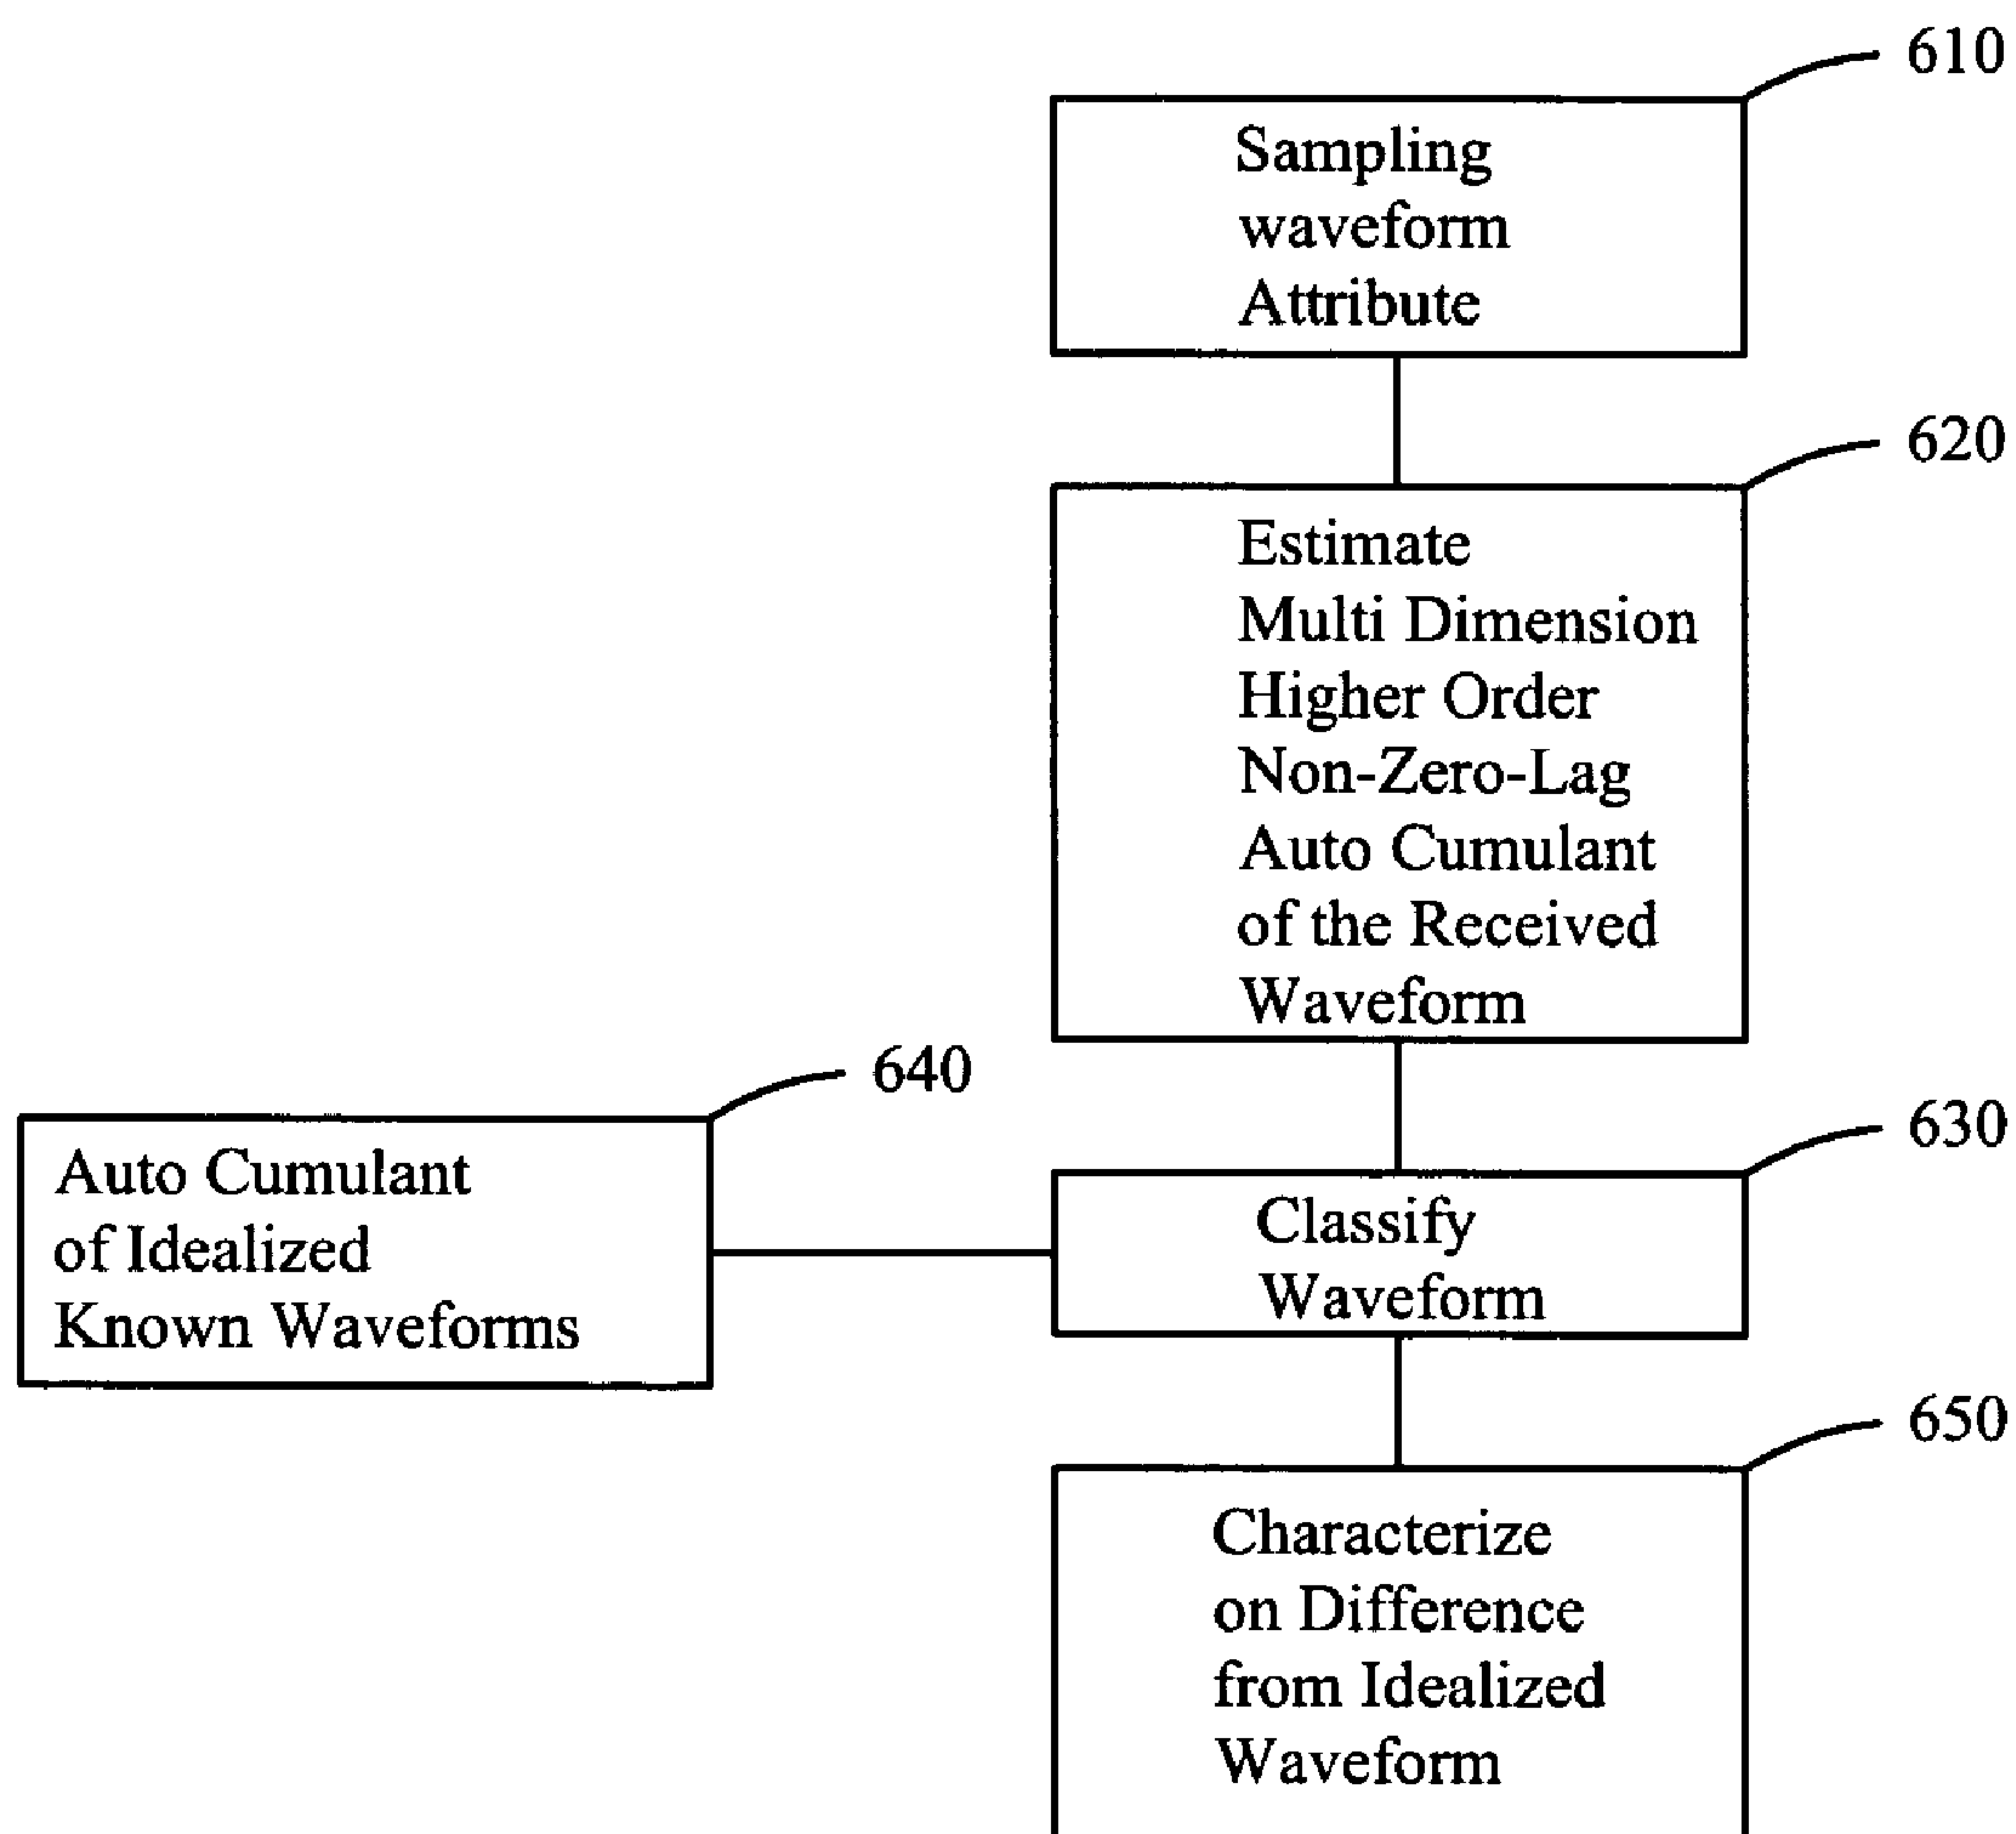 610
Sampling
waveform
Attribute
620
Estimate
Multi Dimension
Higher Order
Non-Zero-Lag
Auto Cumulant
of the Received
Waveform
640
Auto Cumulant
of Idealized
Known Waveforms
630
Classify
Waveform
650
Characterize
on Difference
from Idealized
Waveform